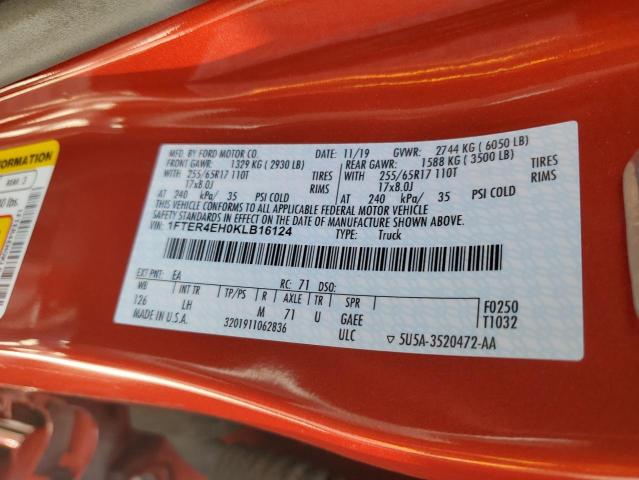 FORMATION
REAR 3
0 lbs.
MFD. BY FORD MOTOR CO.
DATE: 11/19 GVWR: 2744 KG ( 6050 LB)
FRONT GAWR: 1329 KG ( 2930 LB) REAR GAWR: 1588 KG ( 3500 LB)
WITH 255/65R17 110T TIRES WITH 255/65R17 110T TIRES
17x8.0J RIMS 17x8.0J RIMS
AT 240 kPa/ 35 PSI COLD AT 240 kPa/ 35 PSI COLD
THIS VEHICLE CONFORMS TO ALL APPLICABLE FEDERAL MOTOR VEHICLE
SAFETY STANDARDS IN EFFECT ON THE DATE OF MANUFACTURE SHOWN ABOVE.
VIN: 1FTER4EH0KLB16124 TYPE: Truck
EXT PNT: EA RC: 71 DSO:
WB INT TR TP/PS R AXLE TR SPR
126 LH M 71 U GAEE F0250
MADE IN U.S.A. 3201911062836 ULC T1032
▽ 5U5A-3520472-AA